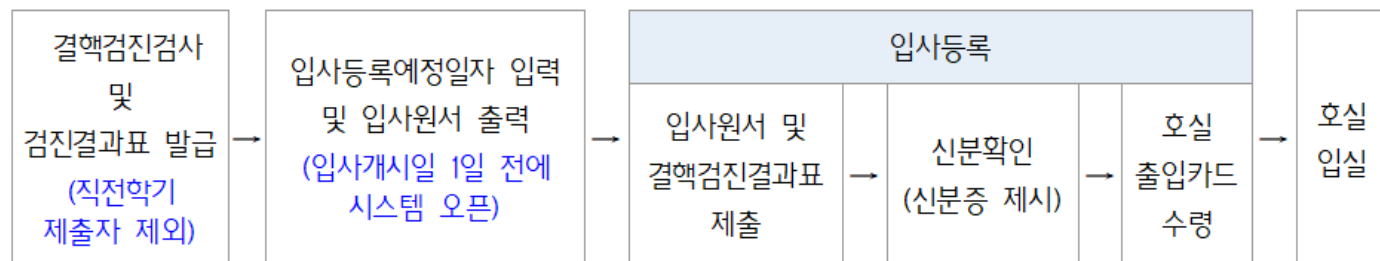 결핵검진검사
및
검진결과표 발급
(직전학기
제출자 제외)
→
입사등록예정일자 입력
및 입사원서 출력
(입사개시일 1일 전에
시스템 오픈)
→
입사등록
입사원서 및
결핵검진결과표
제출
→
신분확인
(신분증 제시)
→
호실
출입카드
수령
→
호실
입실